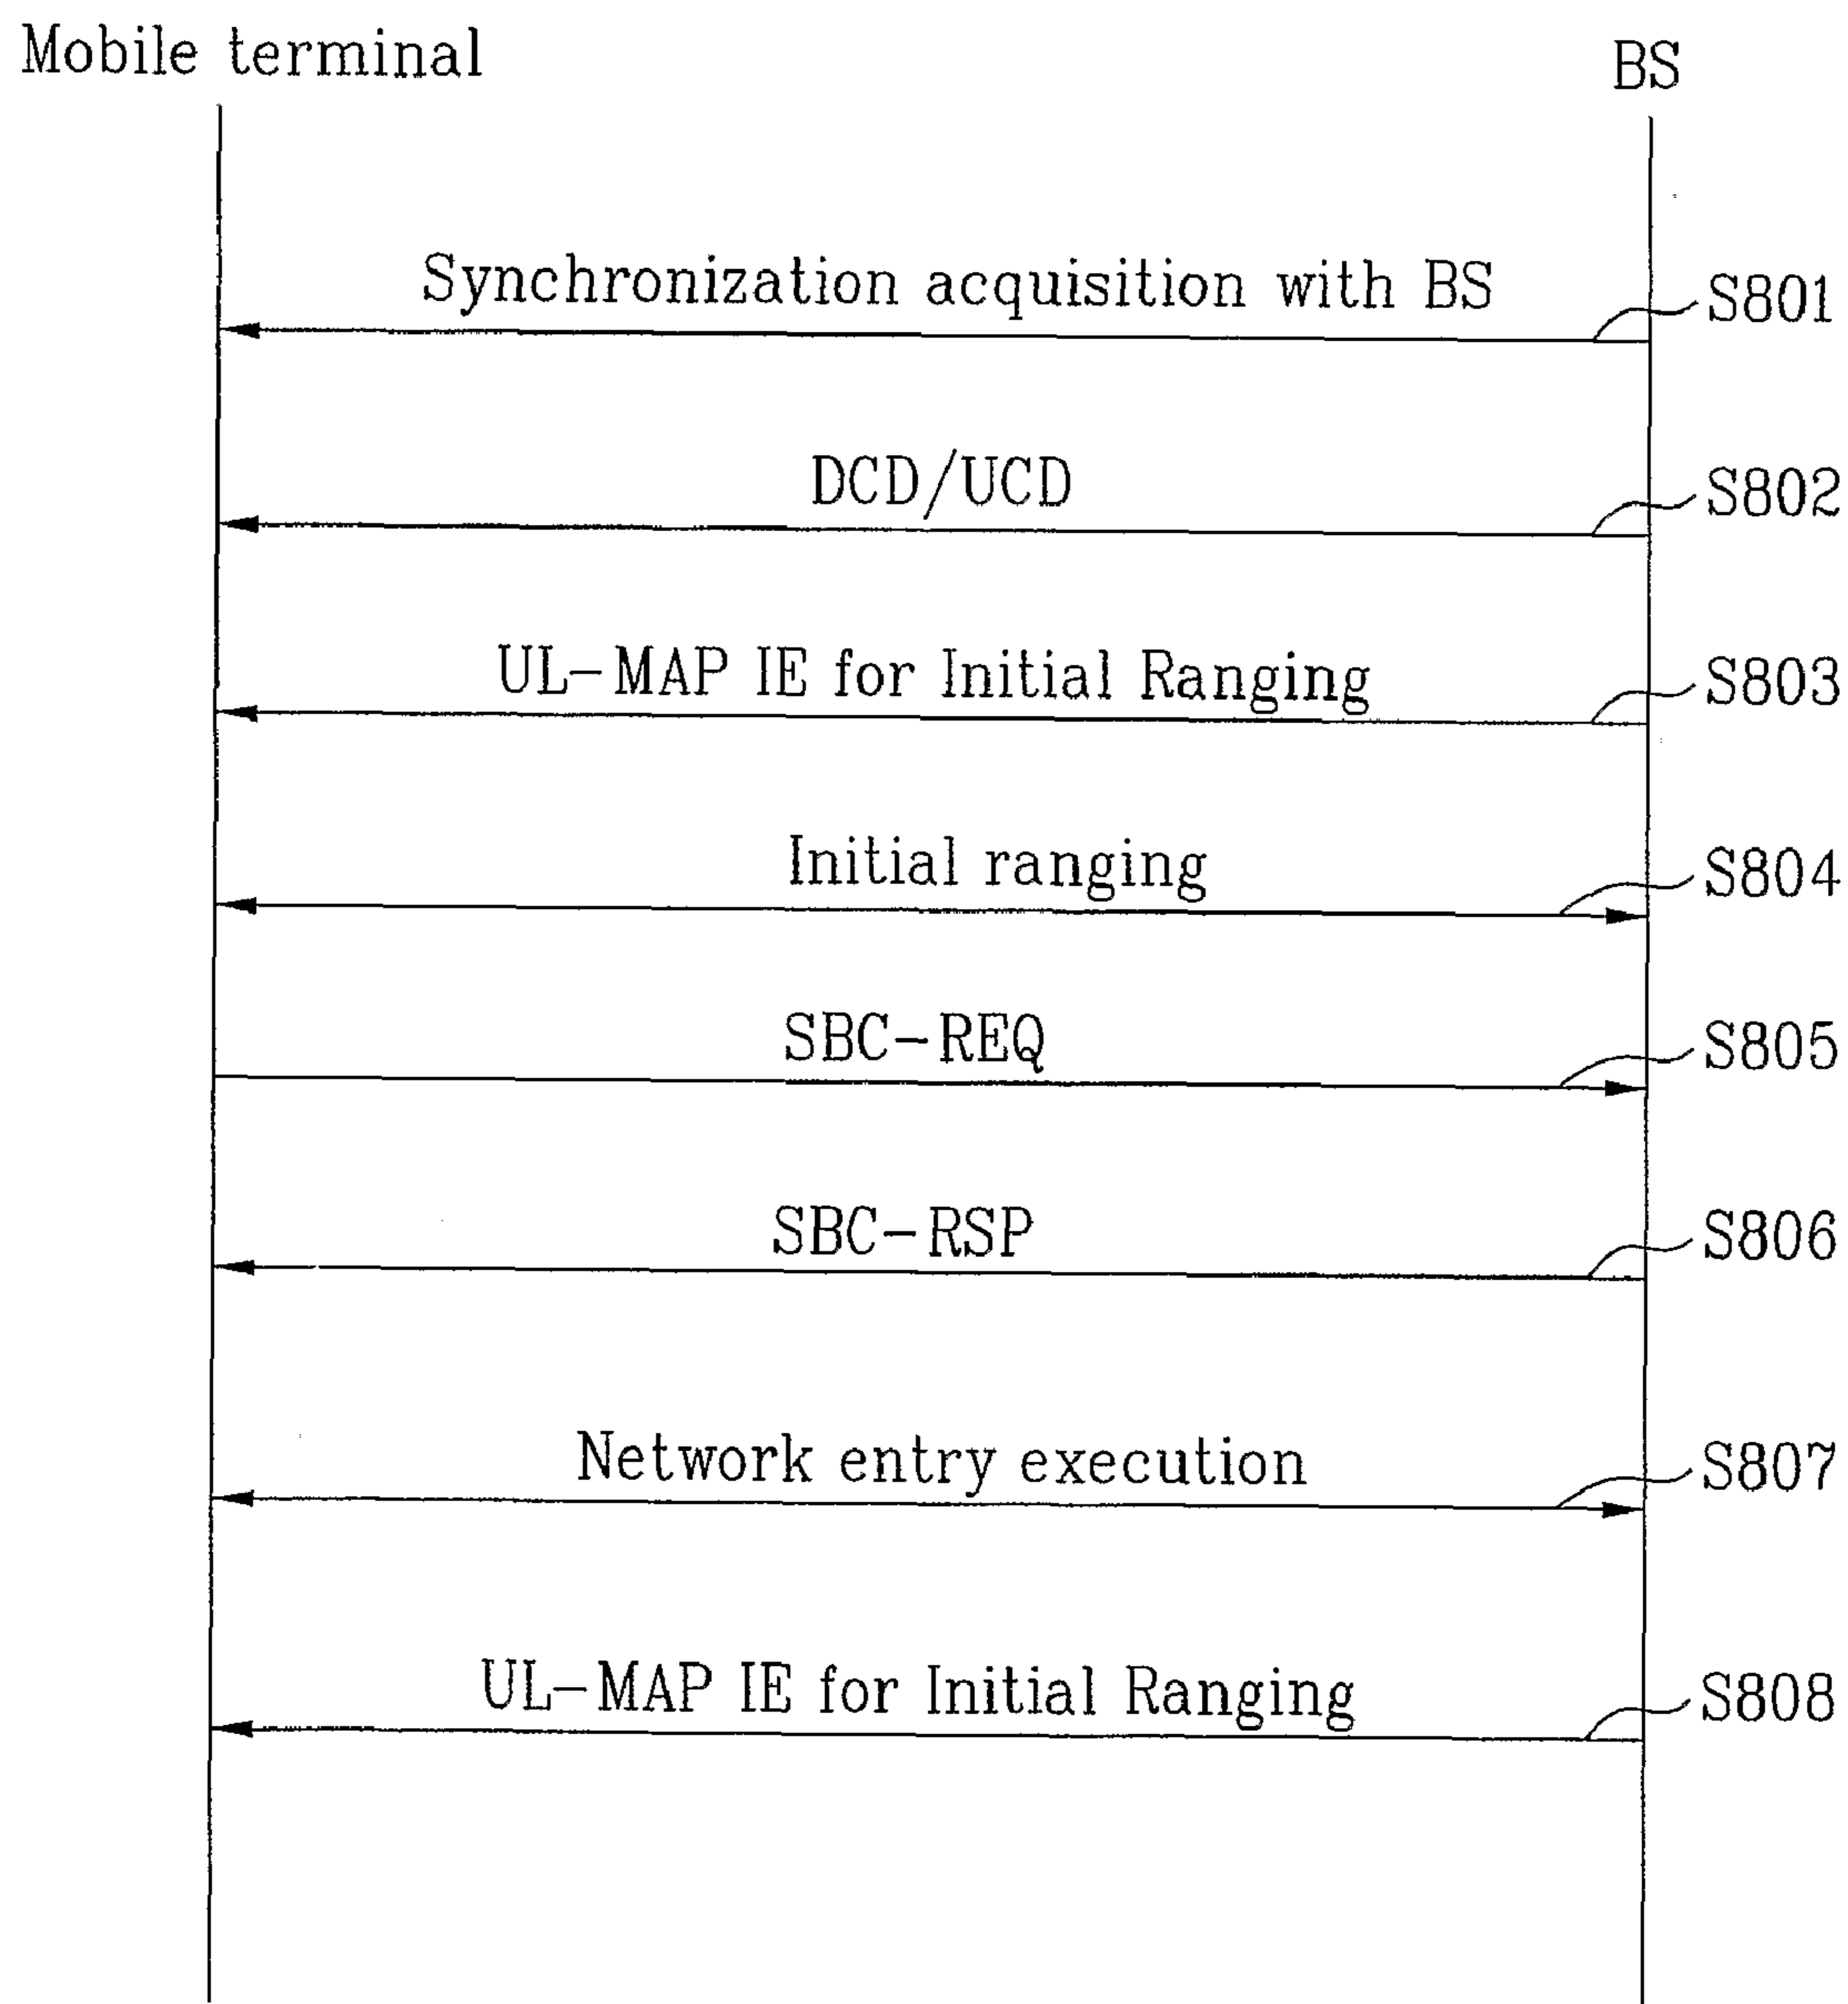 Mobile terminal
BS
Synchronization acquisition with BS
S801
DCD/UCD
S802
UL-MAP IE for Initial Ranging
S803
Initial ranging
S804
SBC-REQ
S805
SBC-RSP
S806
Network entry execution
S807
UL-MAP IE for Initial Ranging
S808